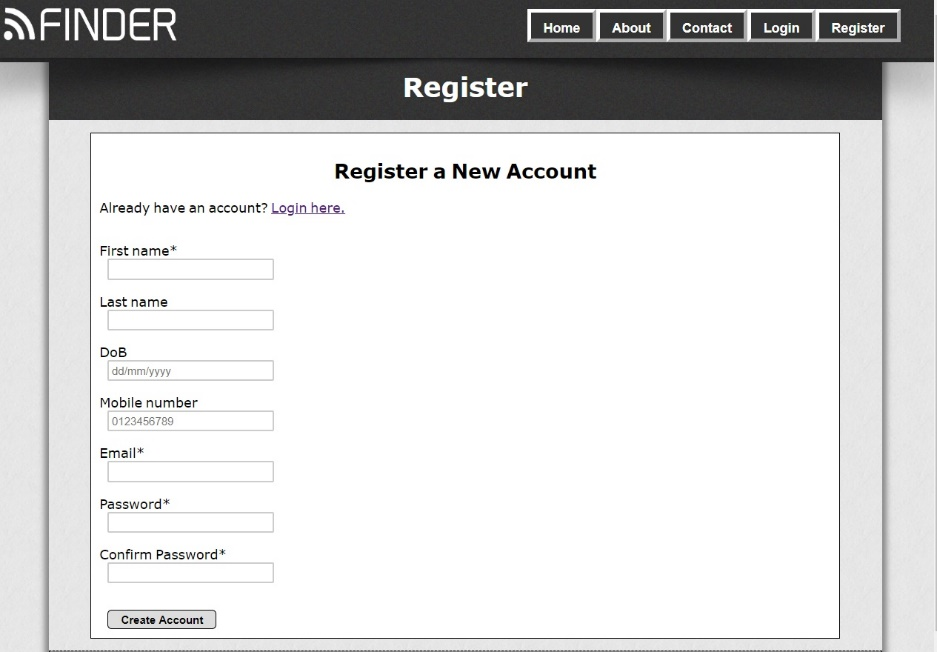 FINDER
Home About Contact Login Register
Register
Register a New Account
Already have an account? Login here.
First name*
Last name
DoB
dd/mm/yyyy
Mobile number
0123456789
Email*
Password*
Confirm Password*
Create Account